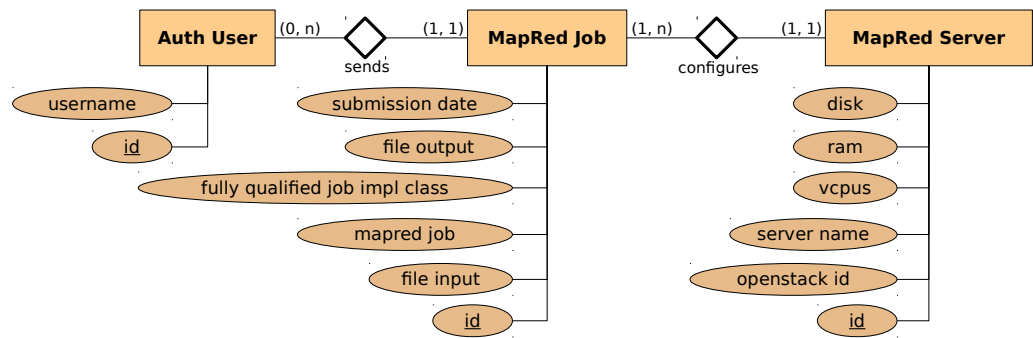 Auth User
(0, n)
sends
(1, 1)
MapRed Job
(1, n)
configures
(1, 1)
MapRed Server
username
id
submission date
file output
fully qualified job impl class
mapred job
file input
id
disk
ram
vcpus
server name
openstack id
id